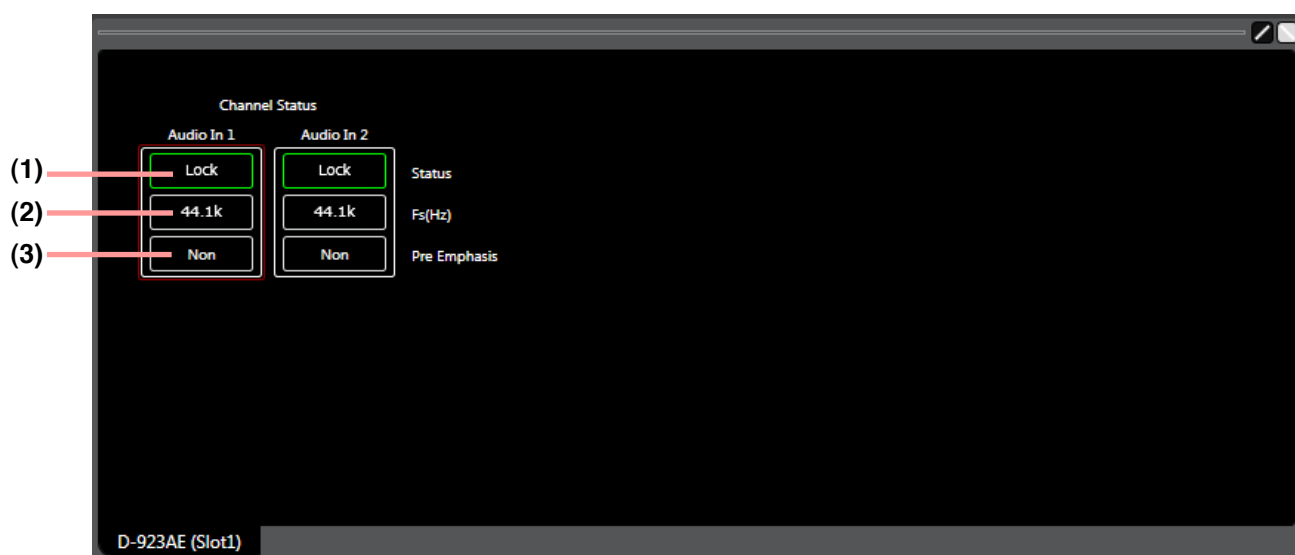 Channel Status
Audio In 1 Audio In 2
(1) Lock Lock Status
(2) 44.1k 44.1k Fs(Hz)
(3) Non Non Pre Emphasis
D-923AE (Slot1)